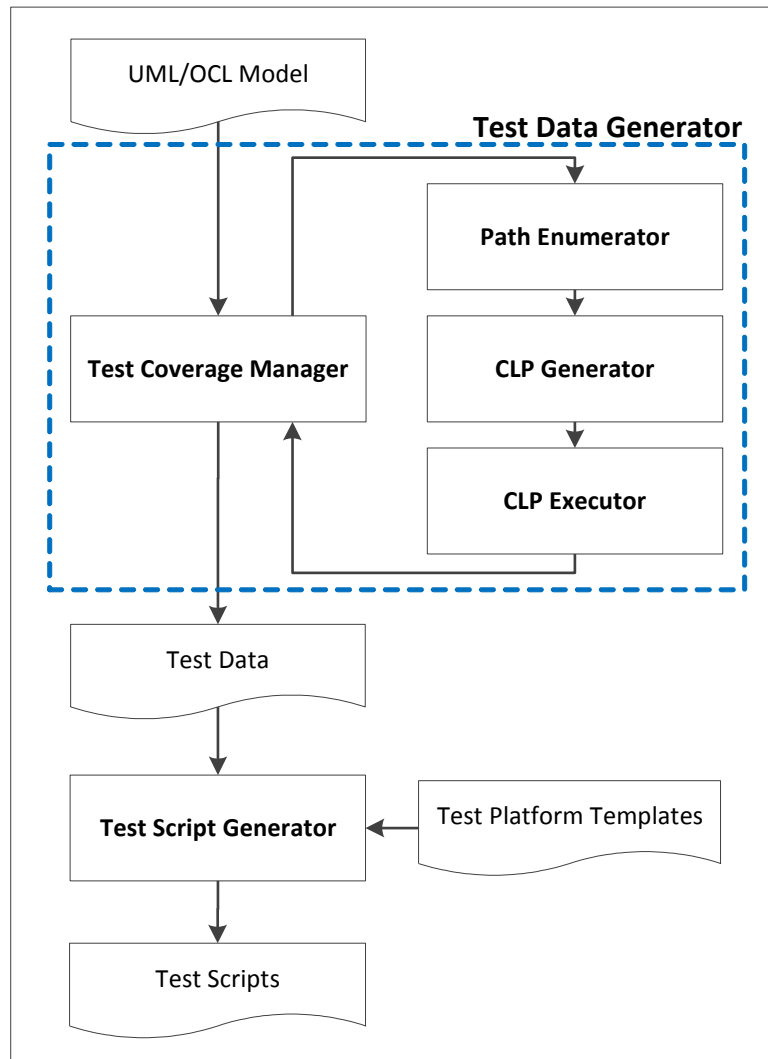 UML/OCL Model
Test Data Generator
Path Enumerator
Test Coverage Manager
CLP Generator
CLP Executor
Test Data
Test Script Generator
Test Platform Templates
Test Scripts